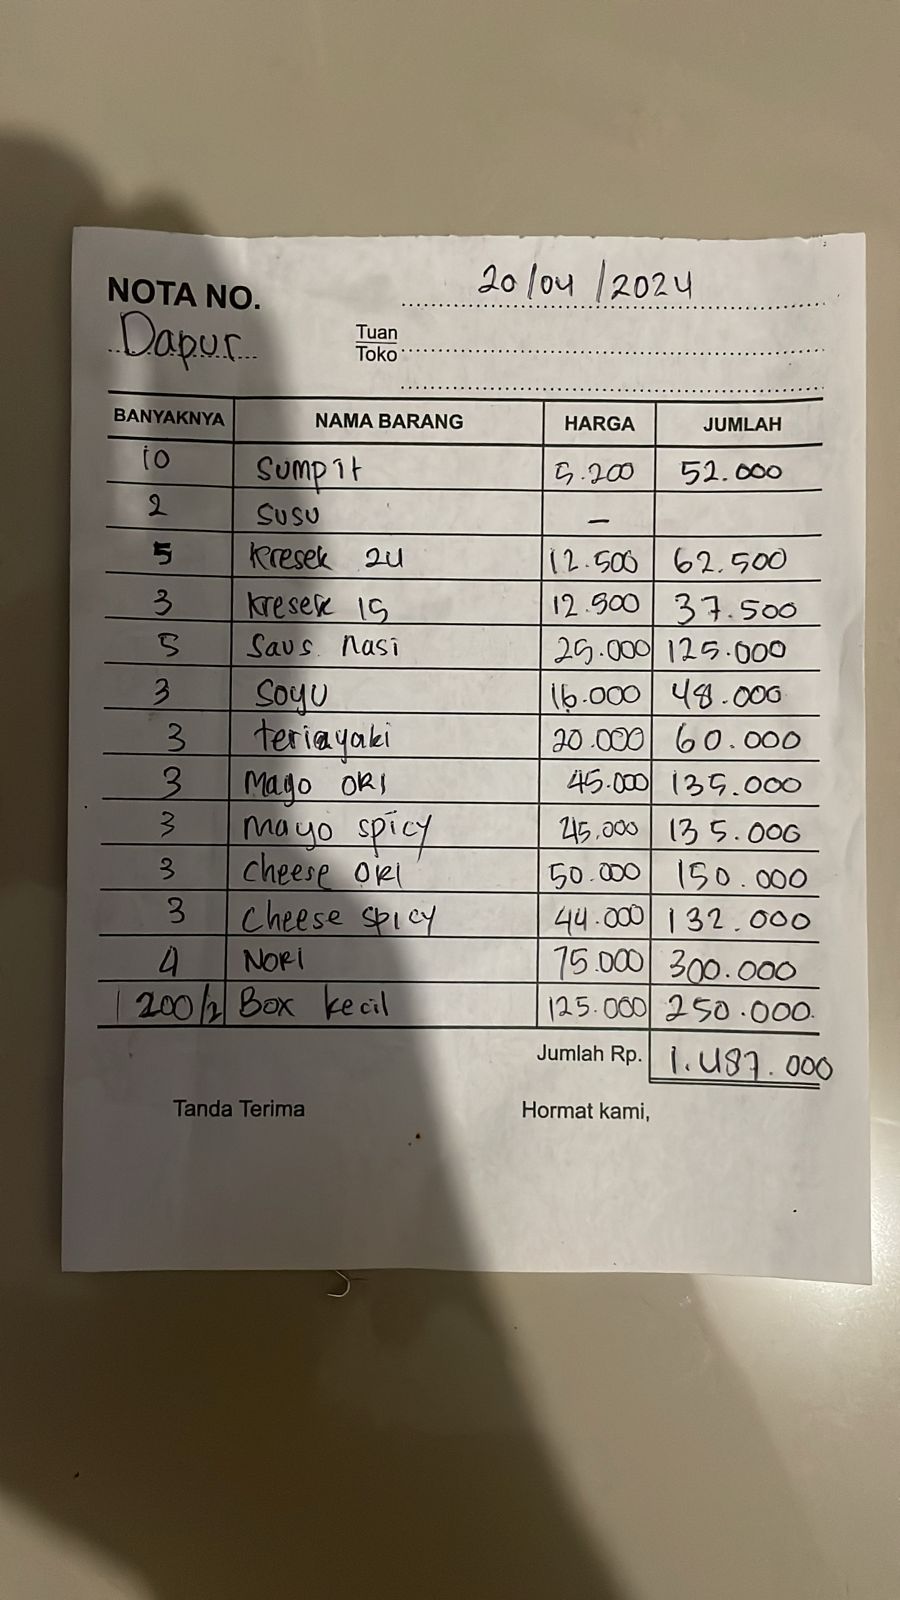 NOTA NO. 20/04/2024
Dapur Tuan
Toko
BANYAKNYA NAMA BARANG HARGA JUMLAH
10 Sumpit 5.200 52.000
2 susu –
5 Kresek 24 12.500 62.500
3 Kresek 15 12.500 37.500
5 Saus Nasi 25.000 125.000
3 Soyu 16.000 48.000
3 teriayaki 20.000 60.000
3 Mayo ORI 45.000 135.000
3 Mayo spicy 45.000 135.000
3 Cheese ORI 50.000 150.000
3 Cheese spicy 44.000 132.000
4 NORI 75.000 300.000
200/2 Box kecil 125.000 250.000
Jumlah Rp. 1.487.000
Tanda Terima Hormat kami,